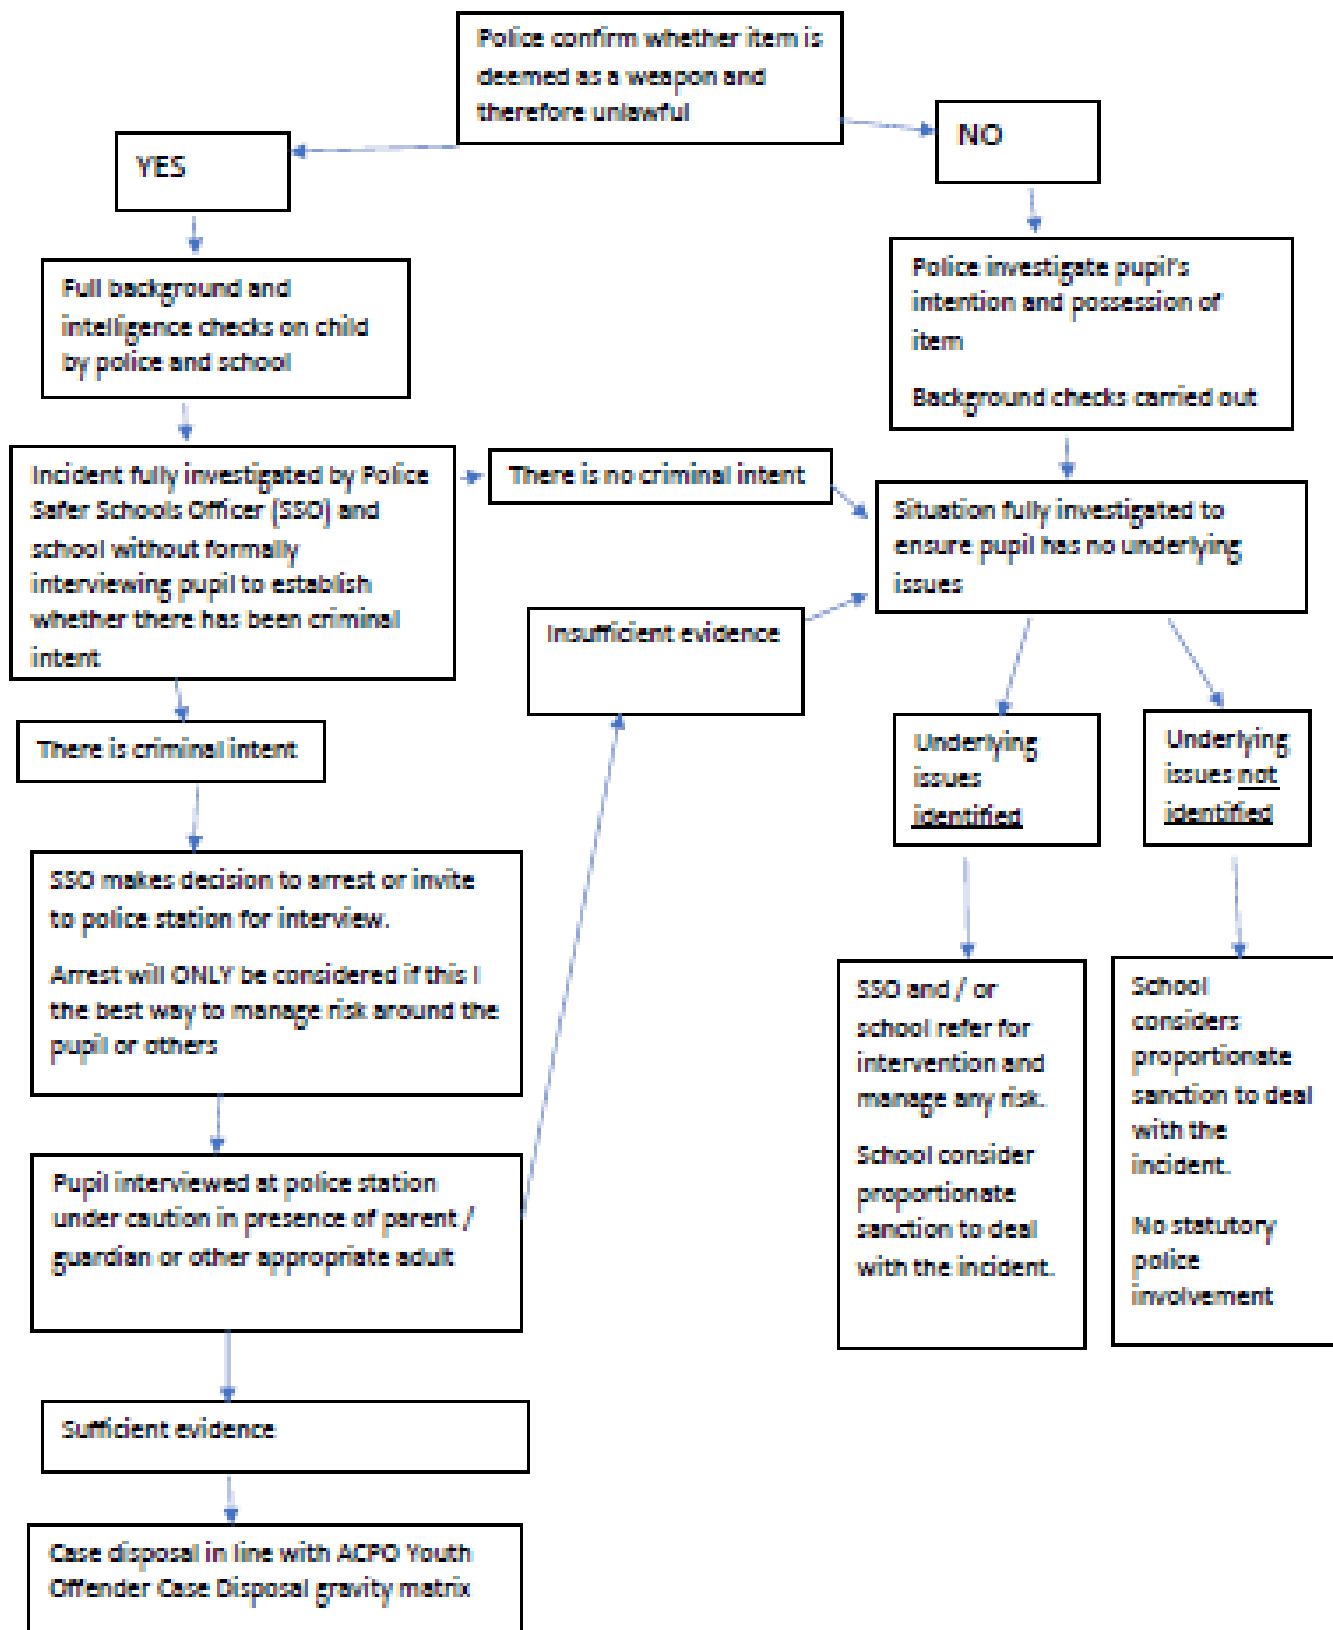 Police confirm whether item is
deemed as a weapon and
therefore unlawful
YES
NO
Full background and
intelligence checks on child
by police and school
Police investigate pupil's
intention and possession of
item
Background checks carried out
Incident fully investigated by Police
Safer Schools Officer (SSO) and
school without formally
interviewing pupil to establish
whether there has been criminal
intent
There is no criminal intent
Situation fully investigated to
ensure pupil has no underlying
issues
Insufficient evidence
There is criminal intent
Underlying
issues
identified
Underlying
issues not
identified
SSO makes decision to arrest or invite
to police station for interview.
Arrest will ONLY be considered if this I
the best way to manage risk around the
pupil or others
SSO and / or
school refer for
intervention and
manage any risk.
School consider
proportionate
sanction to deal
with the incident.
School
considers
proportionate
sanction to deal
with the
incident.
No statutory
police
involvement
Pupil interviewed at police station
under caution in presence of parent /
guardian or other appropriate adult
Sufficient evidence
Case disposal in line with ACPO Youth
Offender Case Disposal gravity matrix